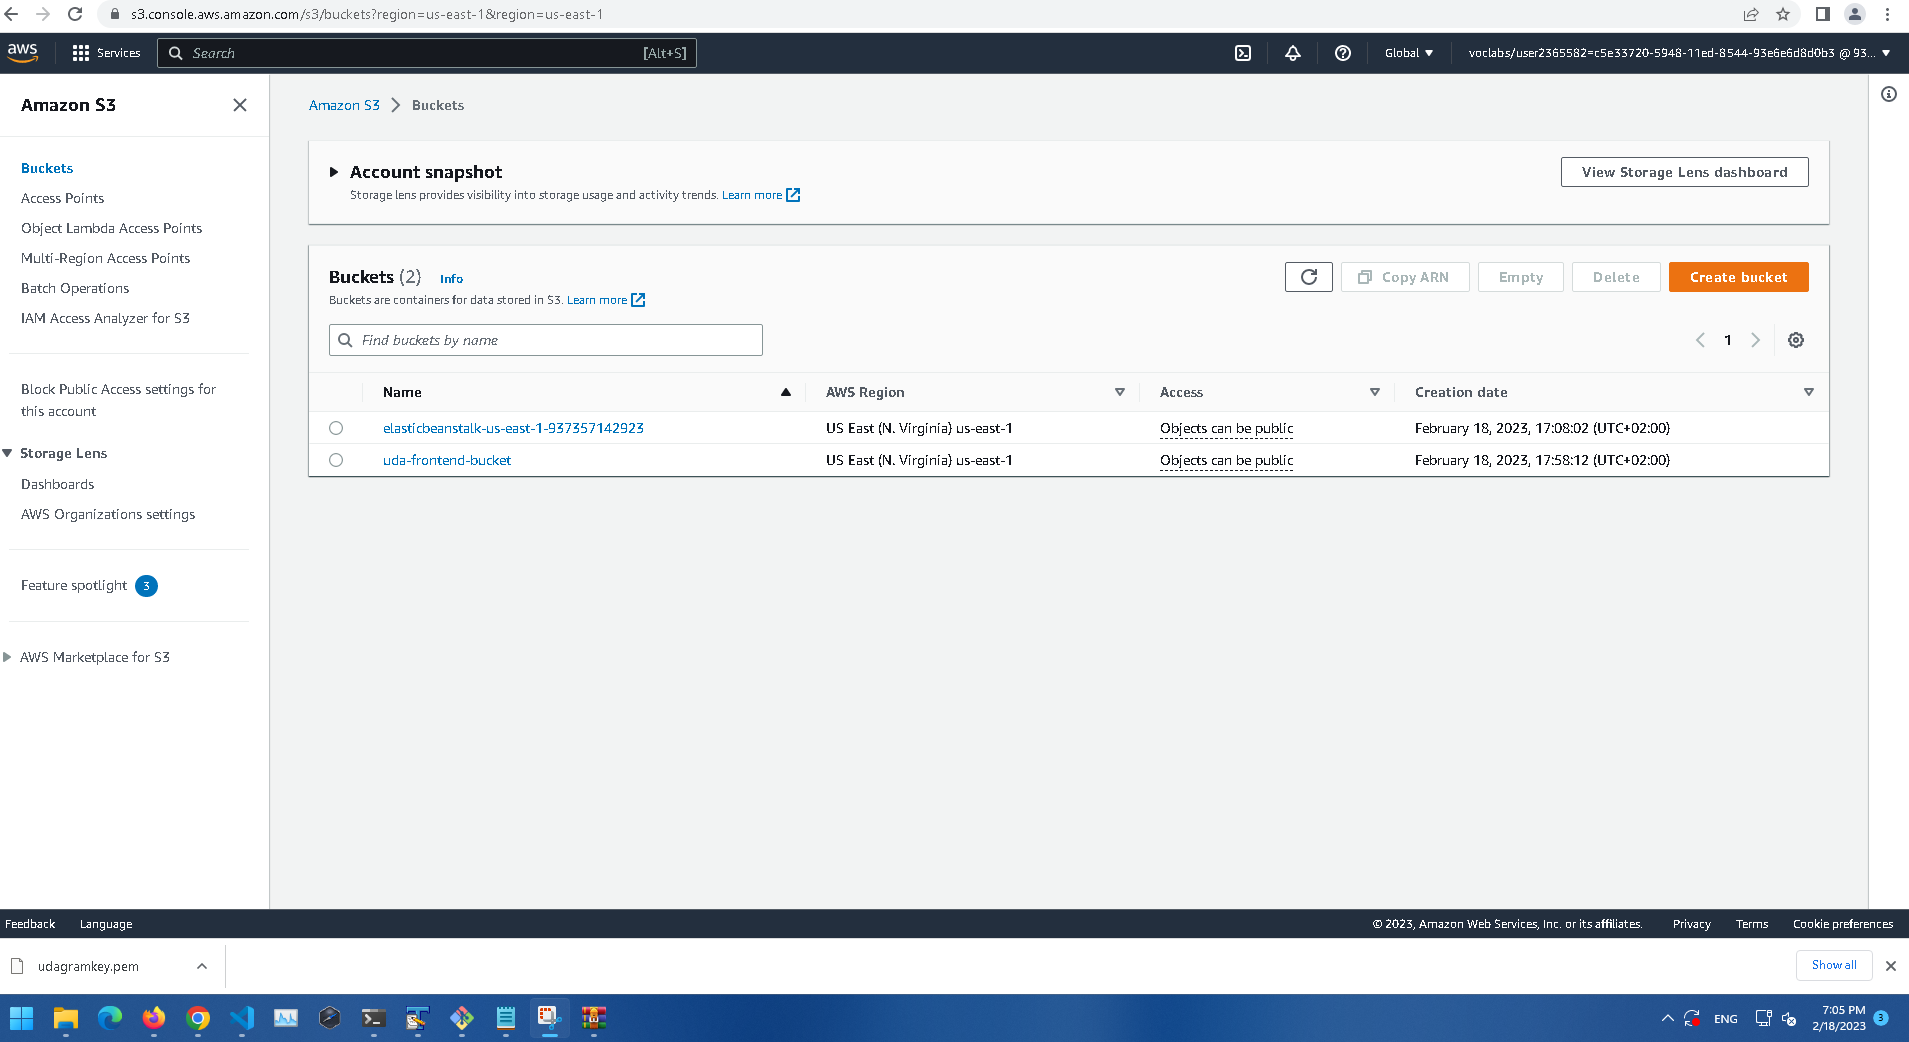 s3.console.aws.amazon.com/s3/buckets?region=us-east-1&region=us-east-1
aws
Services
Search
[Alt+S]
Global
voclabs/user2365582=c5e33720-5948-11ed-8544-93e6e6d8d0b3 @ 93...
Amazon S3
Buckets
Access Points
Object Lambda Access Points
Multi-Region Access Points
Batch Operations
IAM Access Analyzer for S3
Block Public Access settings for
this account
Storage Lens
Dashboards
AWS Organizations settings
Feature spotlight 3
AWS Marketplace for S3
Amazon S3 > Buckets
Account snapshot
Storage lens provides visibility into storage usage and activity trends. Learn more
View Storage Lens dashboard
Buckets (2) Info
Buckets are containers for data stored in S3. Learn more
Copy ARN
Empty
Delete
Create bucket
Find buckets by name
1
Name AWS Region Access Creation date
elasticbeanstalk-us-east-1-937357142923 US East (N. Virginia) us-east-1 Objects can be public February 18, 2023, 17:08:02 (UTC+02:00)
uda-frontend-bucket US East (N. Virginia) us-east-1 Objects can be public February 18, 2023, 17:58:12 (UTC+02:00)
Feedback Language © 2023, Amazon Web Services, Inc. or its affiliates. Privacy Terms Cookie preferences
udagramkey.pem
Show all
ENG
7:05 PM
2/18/2023
3